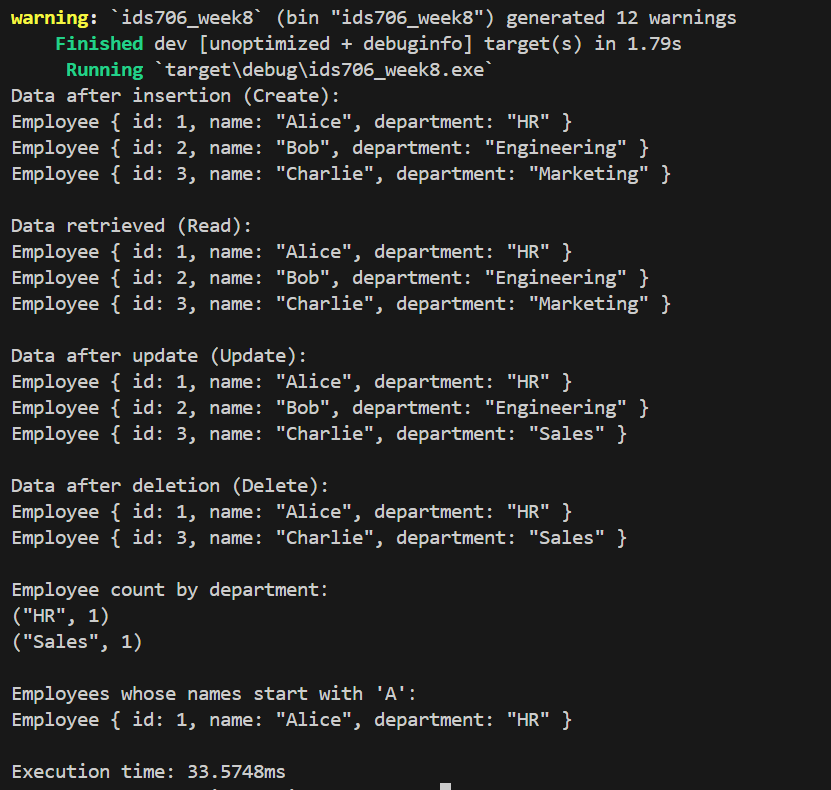 warning: `ids706_week8` (bin "ids706_week8") generated 12 warnings
Finished dev [unoptimized + debuginfo] target(s) in 1.79s
Running `target\debug\ids706_week8.exe`
Data after insertion (Create):
Employee { id: 1, name: "Alice", department: "HR" }
Employee { id: 2, name: "Bob", department: "Engineering" }
Employee { id: 3, name: "Charlie", department: "Marketing" }

Data retrieved (Read):
Employee { id: 1, name: "Alice", department: "HR" }
Employee { id: 2, name: "Bob", department: "Engineering" }
Employee { id: 3, name: "Charlie", department: "Marketing" }

Data after update (Update):
Employee { id: 1, name: "Alice", department: "HR" }
Employee { id: 2, name: "Bob", department: "Engineering" }
Employee { id: 3, name: "Charlie", department: "Sales" }

Data after deletion (Delete):
Employee { id: 1, name: "Alice", department: "HR" }
Employee { id: 3, name: "Charlie", department: "Sales" }

Employee count by department:
("HR", 1)
("Sales", 1)

Employees whose names start with 'A':
Employee { id: 1, name: "Alice", department: "HR" }

Execution time: 33.5748ms